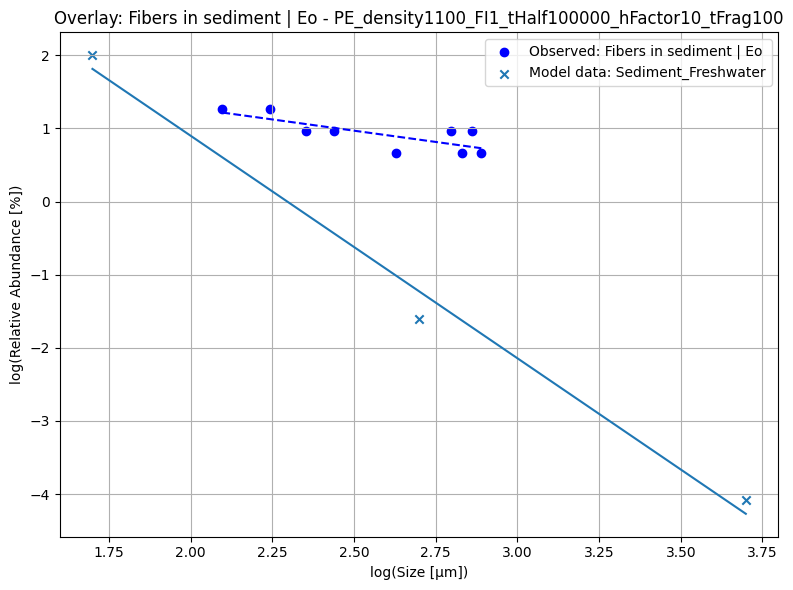 Overlay: Fibers in sediment | Eo - PE_density1100_FI1_tHalf100000_hFactor10_tFrag100
Observed: Fibers in sediment | Eo
Model data: Sediment_Freshwater
log(Relative Abundance [%])
2
1
0
−1
−2
−3
−4
1.75 2.00 2.25 2.50 2.75 3.00 3.25 3.50 3.75
log(Size [μm])